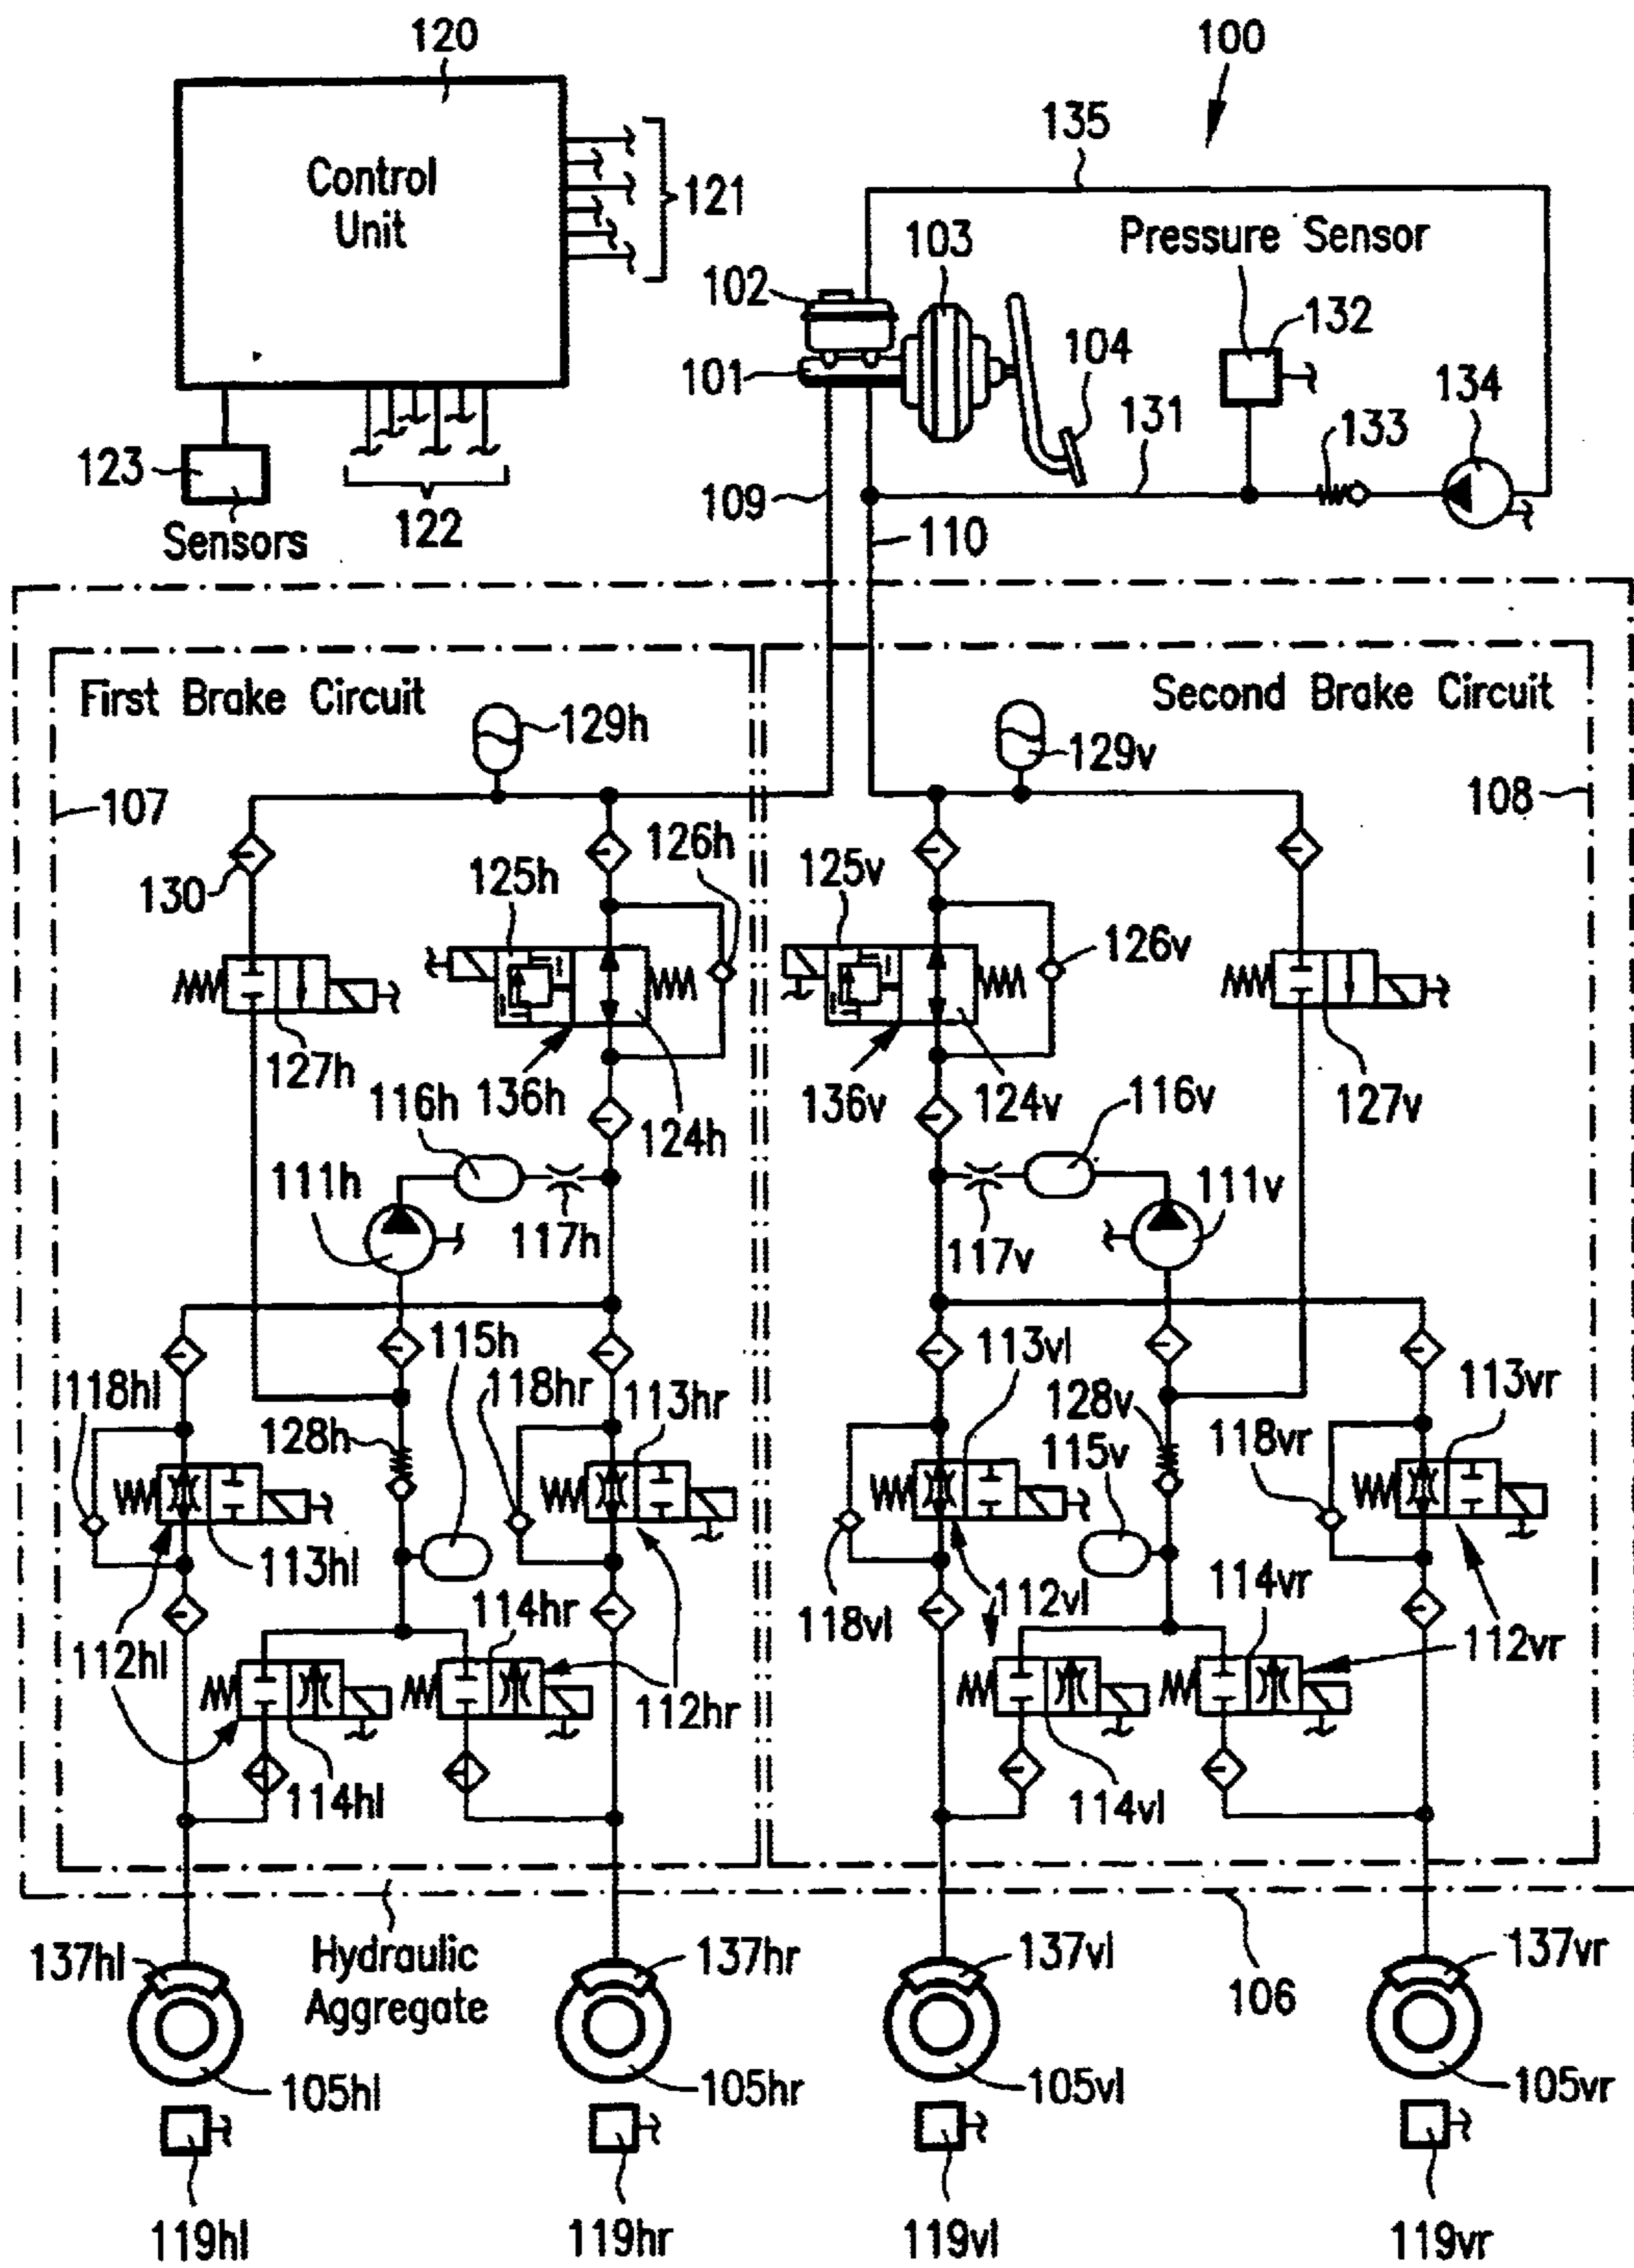 120
100
135
Control
Unit
121
103
Pressure Sensor
102
132
101
104
134
131
133
123
109
122
110
Sensors
First Brake Circuit
Second Brake Circuit
129h
129v
107
108
126h
130
125h
125v
126v
127h
136h
124h
116h
136v
124v
116v
127v
111h
117h
117v
111v
115h
118hl
118hr
113hr
113vl
113vr
128h
128v
115v
118vr
113hl
114hr
112vl
114vr
118vl
112hl
112hr
112vr
114hl
114vl
137hl
Hydraulic
Aggregate
137hr
137vl
137vr
106
105hl
105hr
105vl
105vr
119hl
119hr
119vl
119vr